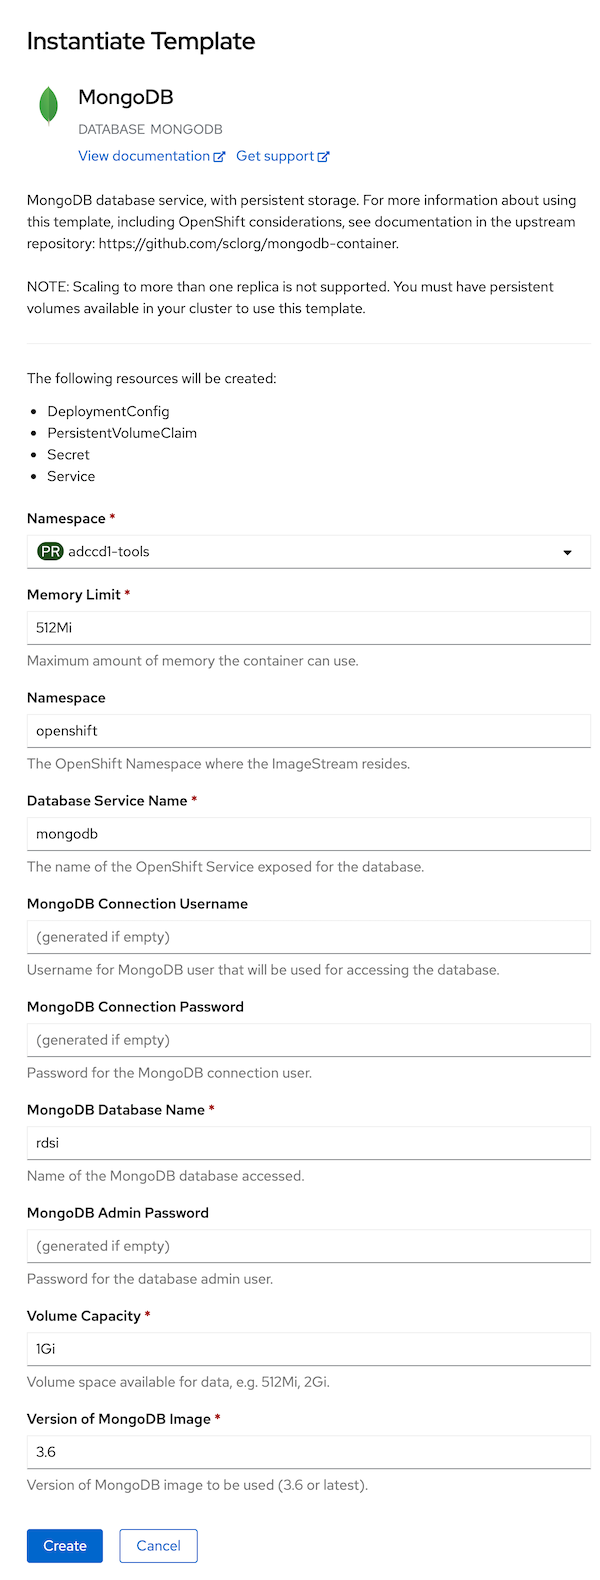 Instantiate Template
MongoDB
DATABASE MONGODB
View documentation Get support
MongoDB database service, with persistent storage. For more information about using
this template, including OpenShift considerations, see documentation in the upstream
repository: https://github.com/sclorg/mongodb-container.
NOTE: Scaling to more than one replica is not supported. You must have persistent
volumes available in your cluster to use this template.
The following resources will be created:
• DeploymentConfig
• PersistentVolumeClaim
• Secret
• Service
Namespace *
PR adccd1-tools
Memory Limit *
512Mi
Maximum amount of memory the container can use.
Namespace
openshift
The OpenShift Namespace where the ImageStream resides.
Database Service Name *
mongodb
The name of the OpenShift Service exposed for the database.
MongoDB Connection Username
(generated if empty)
Username for MongoDB user that will be used for accessing the database.
MongoDB Connection Password
(generated if empty)
Password for the MongoDB connection user.
MongoDB Database Name *
rdsi
Name of the MongoDB database accessed.
MongoDB Admin Password
(generated if empty)
Password for the database admin user.
Volume Capacity *
1Gi
Volume space available for data, e.g. 512Mi, 2Gi.
Version of MongoDB Image *
3.6
Version of MongoDB image to be used (3.6 or latest).
Create Cancel